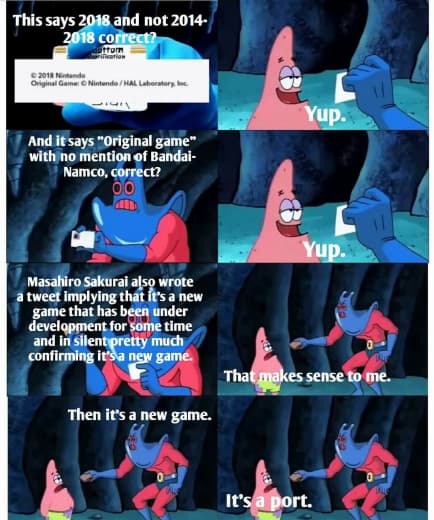 This says 2018 and not 2014-
2018 correct?
© 2018 Nintendo
Original Game: © Nintendo / HAL Laboratory, Inc.
Yup.
And it says "Original game"
with no mention of Bandai-
Namco, correct?
Yup.
Masahiro Sakurai also wrote
a tweet implying that it's a new
game that has been under
development for some time
and in silent pretty much
confirming it's a new game.
That makes sense to me.
Then it's a new game.
It's a port.